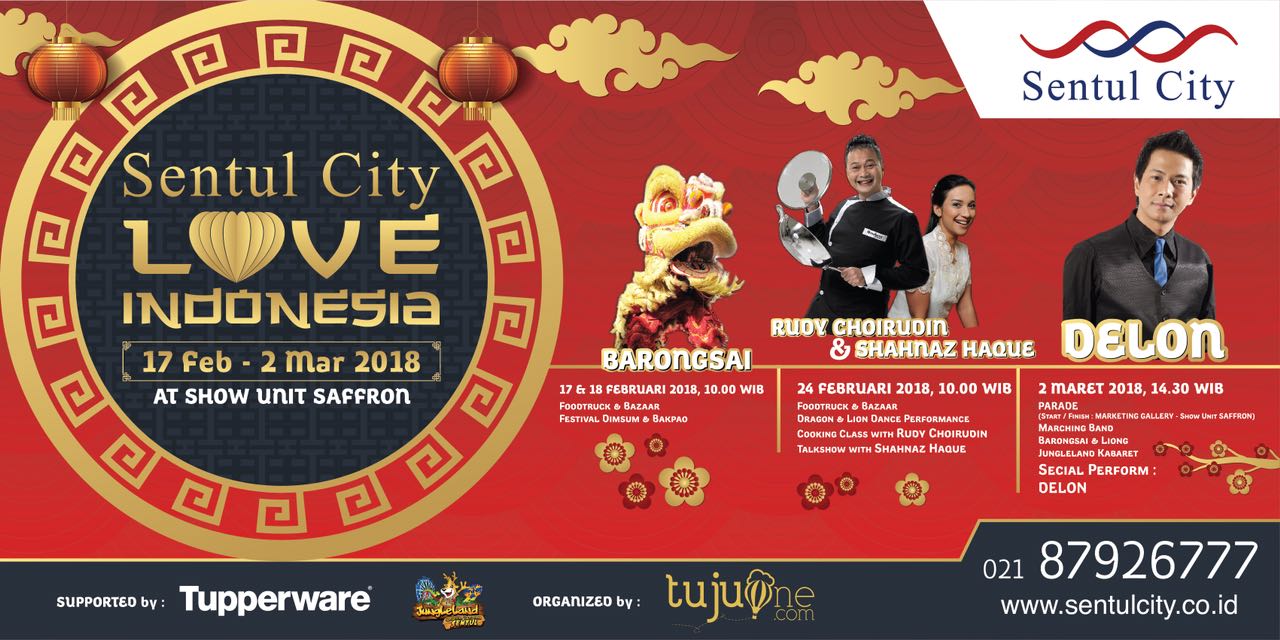 Sentul City
LOVE
INDONESIA
17 Feb - 2 Mar 2018
AT SHOW UNIT SAFFRON
Sentul City
BARONGSAI
17 & 18 FEBRUARI 2018, 10.00 WIB
FOODTRUCK & BAZAAR
FESTIVAL DIMSUM & BAKPAO
RUDY CHOIRUDIN
& SHAHNAZ HAQUE
24 FEBRUARI 2018, 10.00 WIB
FOODTRUCK & BAZAAR
DRAGON & LION DANCE PERFORMANCE
COOKING CLASS WITH RUDY CHOIRUDIN
TALKSHOW WITH SHAHNAZ HAQUE
DELON
2 MARET 2018, 14.30 WIB
PARADE
(START / FINISH : MARKETING GALLERY - SHOW UNIT SAFFRON)
MARCHING BAND
BARONGSAI & LIONG
JUNGLELAND KABARET
SECIAL PERFORM :
DELON
SUPPORTED by :
Tupperware®
JungleLand
SENTUL
ORGANIZED by :
tujuone
.com
021 87926777
www.sentulcity.co.id